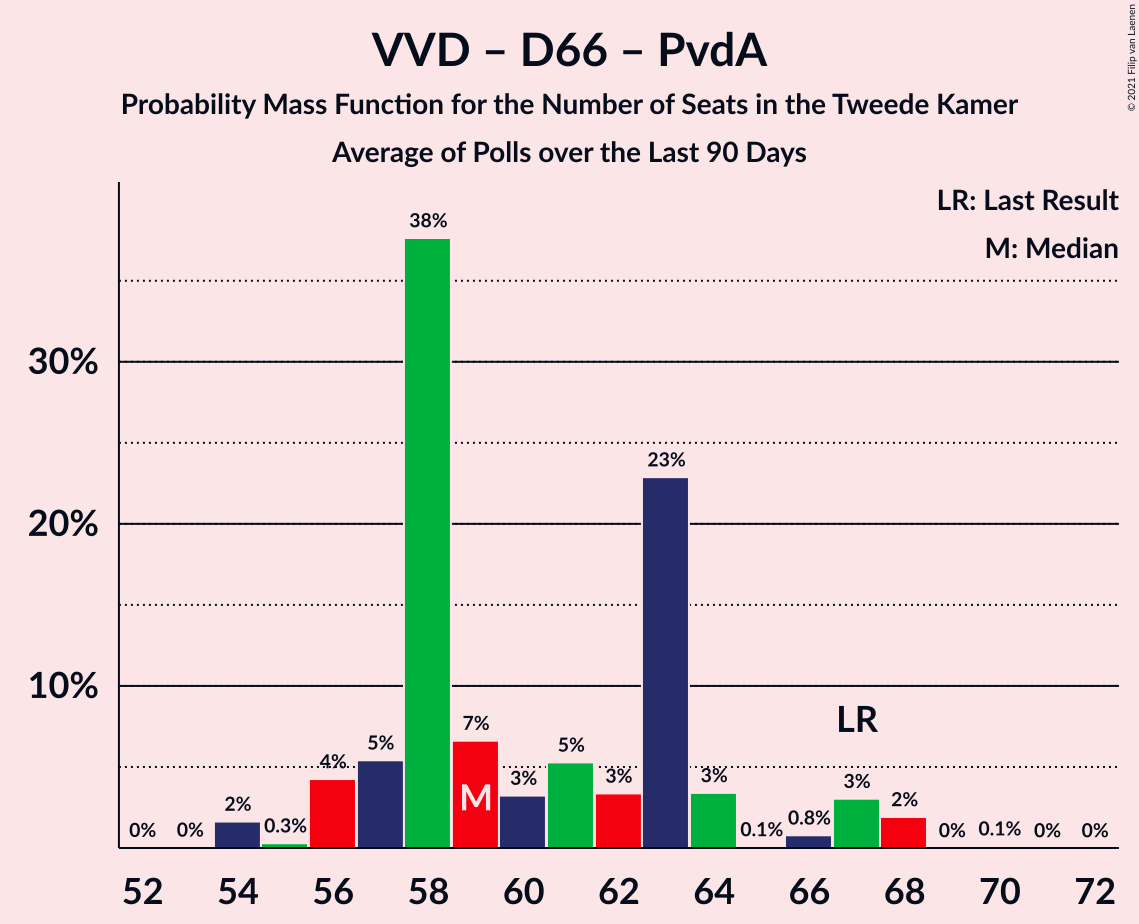 VVD – D66 – PvdA
Probability Mass Function for the Number of Seats in the Tweede Kamer
Average of Polls over the Last 90 Days
© 2021 Filip van Laenen
LR: Last Result
M: Median
38%
30%
23%
20%
10%
LR
7%
5%
5%
4%
3%
3%
3%
3%
2%
2%
M
0.8%
0.3%
0.1%
0.1%
0%
0%
0%
0%
0%
52 54 56 58 60 62 64 66 68 70 72